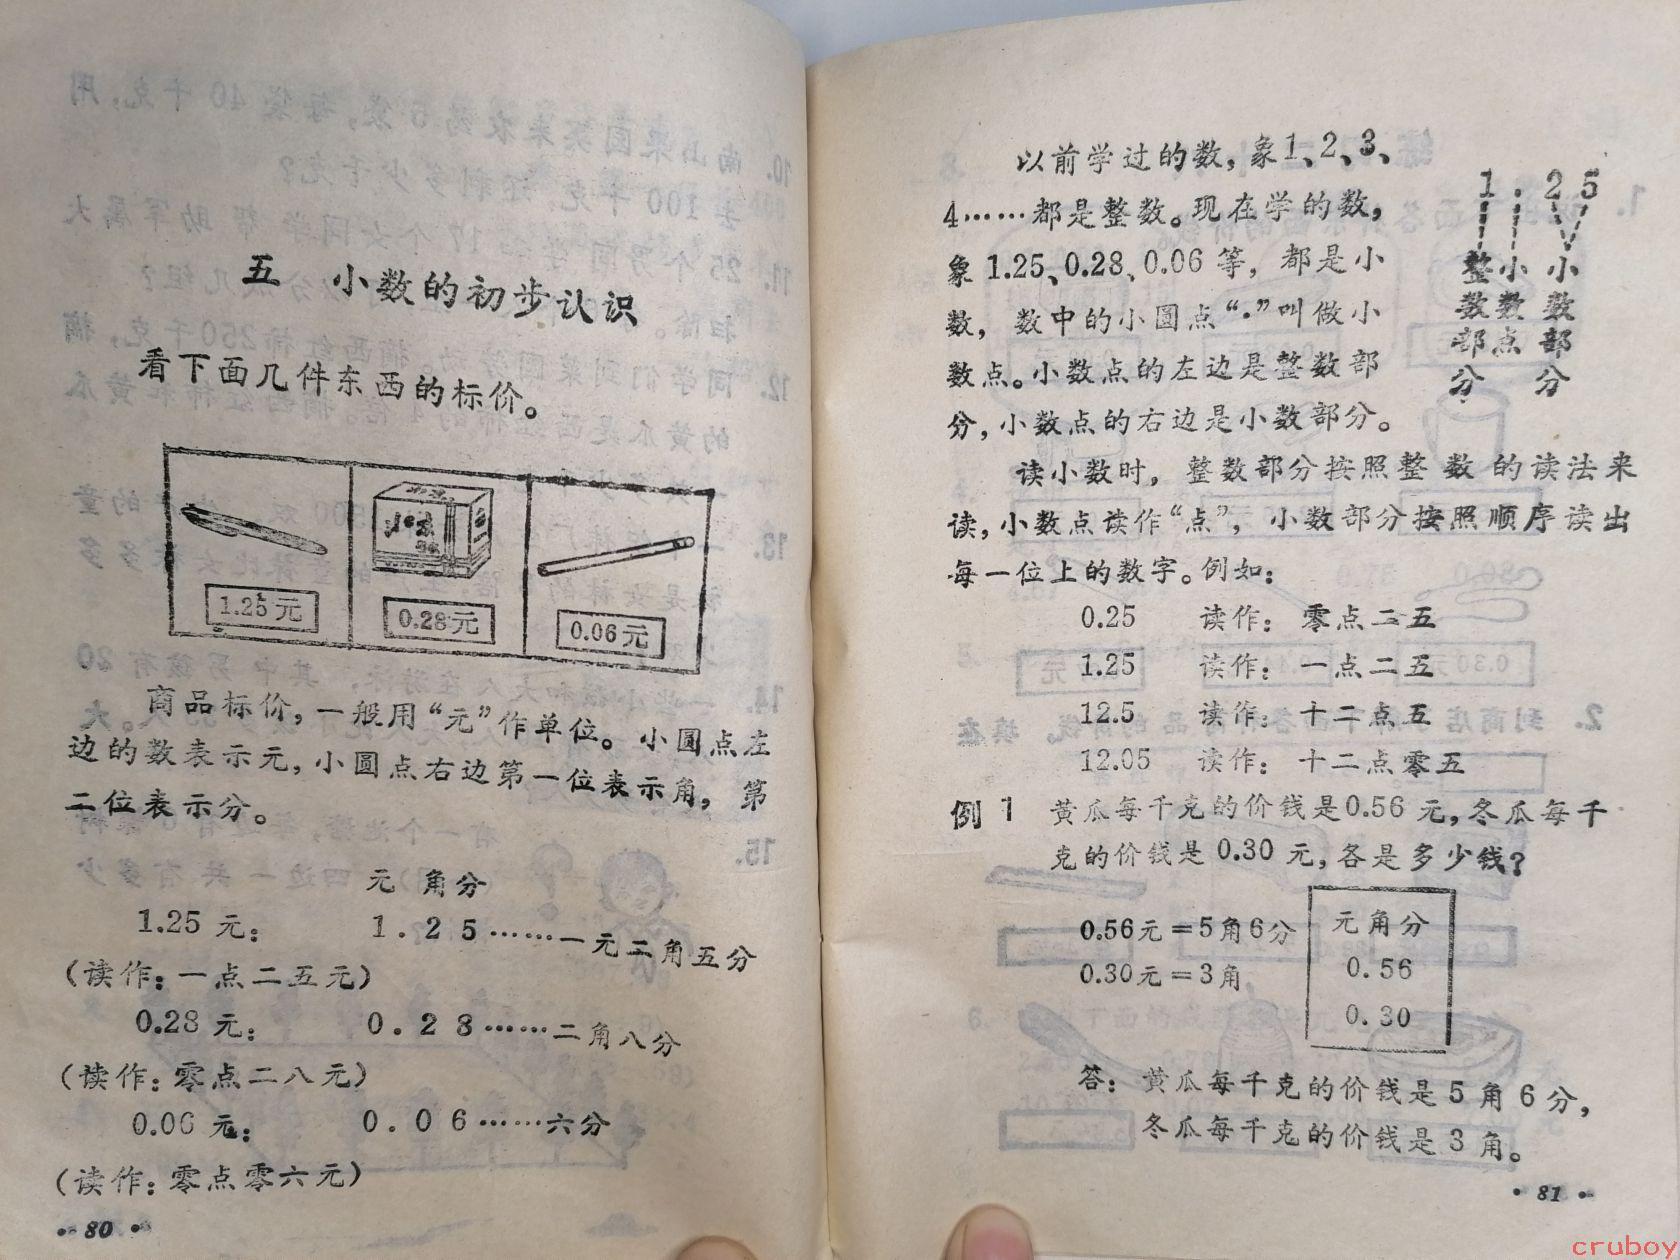 五 小数的初步认识
看下面几件东西的标价。
1.25元
0.28元
0.06元
商品标价，一般用“元”作单位。小圆点左
边的数表示元，小圆点右边第一位表示角，第
二位表示分。
元 角分
1.25 元： 1.25……一元二角五分
（读作：一点二五元）
0.28 元： 0.28……二角八分
（读作：零点二八元）
0.06 元： 0.06……六分
（读作：零点零六元）
·80·
以前学过的数，象1、2、3、
4……都是整数。现在学的数，
象1.25、0.28、0.06等，都是小
数，数中的小圆点“.”叫做小
数点。小数点的左边是整数部
分，小数点的右边是小数部分。
1.25
整数部分
小数点
小数部分
读小数时，整数部分按照整数的读法来
读，小数点读作“点”，小数部分按照顺序读出
每一位上的数字。例如：
0.25 读作：零点二五
1.25 读作：一点二五
12.5 读作：十二点五
12.05 读作：十二点零五
例1 黄瓜每千克的价钱是0.56元，冬瓜每千
克的价钱是0.30元，各是多少钱？
0.56元＝5角6分
0.30元＝3角
元角分
0.56
0.30
答：黄瓜每千克的价钱是5角6分，
冬瓜每千克的价钱是3角。
·81·
cruboy